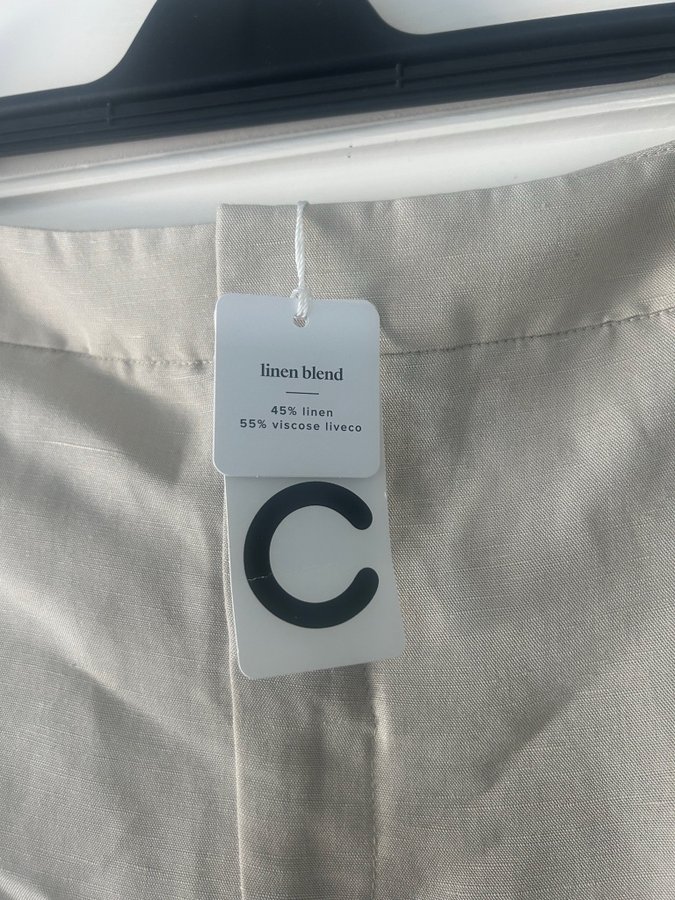 linen blend
45% linen
55% viscose liveco
C